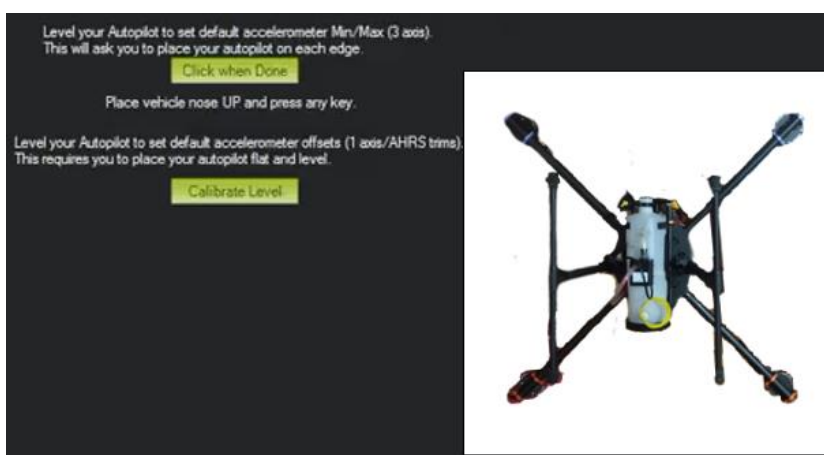 Level your Autopilot to set default accelerometer Min/Max (3 axis).
This will ask you to place your autopilot on each edge.
Click when Done
Place vehicle nose UP and press any key.
Level your Autopilot to set default accelerometer offsets (1 axis/AHRS trims).
This requires you to place your autopilot flat and level.
Calibrate Level